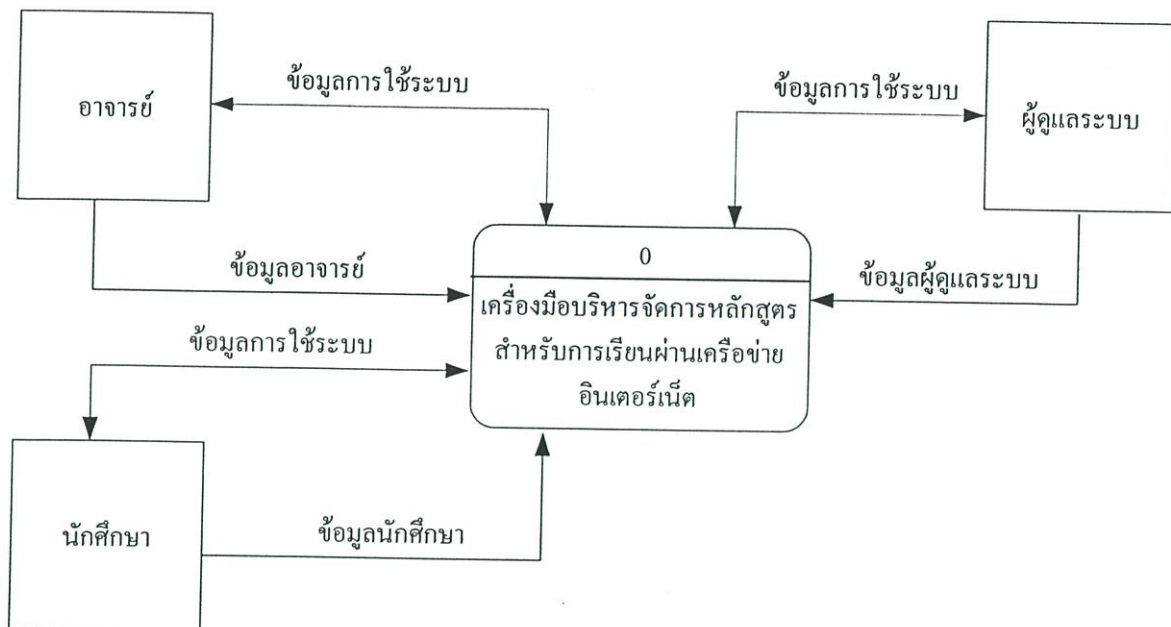 อาจารย์
ข้อมูลการใช้ระบบ
ข้อมูลการใช้ระบบ
ผู้ดูแลระบบ
ข้อมูลอาจารย์
0
ข้อมูลผู้ดูแลระบบ
เครื่องมือบริหารจัดการหลักสูตร
สำหรับการเรียนผ่านเครือข่าย
อินเตอร์เน็ต
ข้อมูลการใช้ระบบ
นักศึกษา
ข้อมูลนักศึกษา